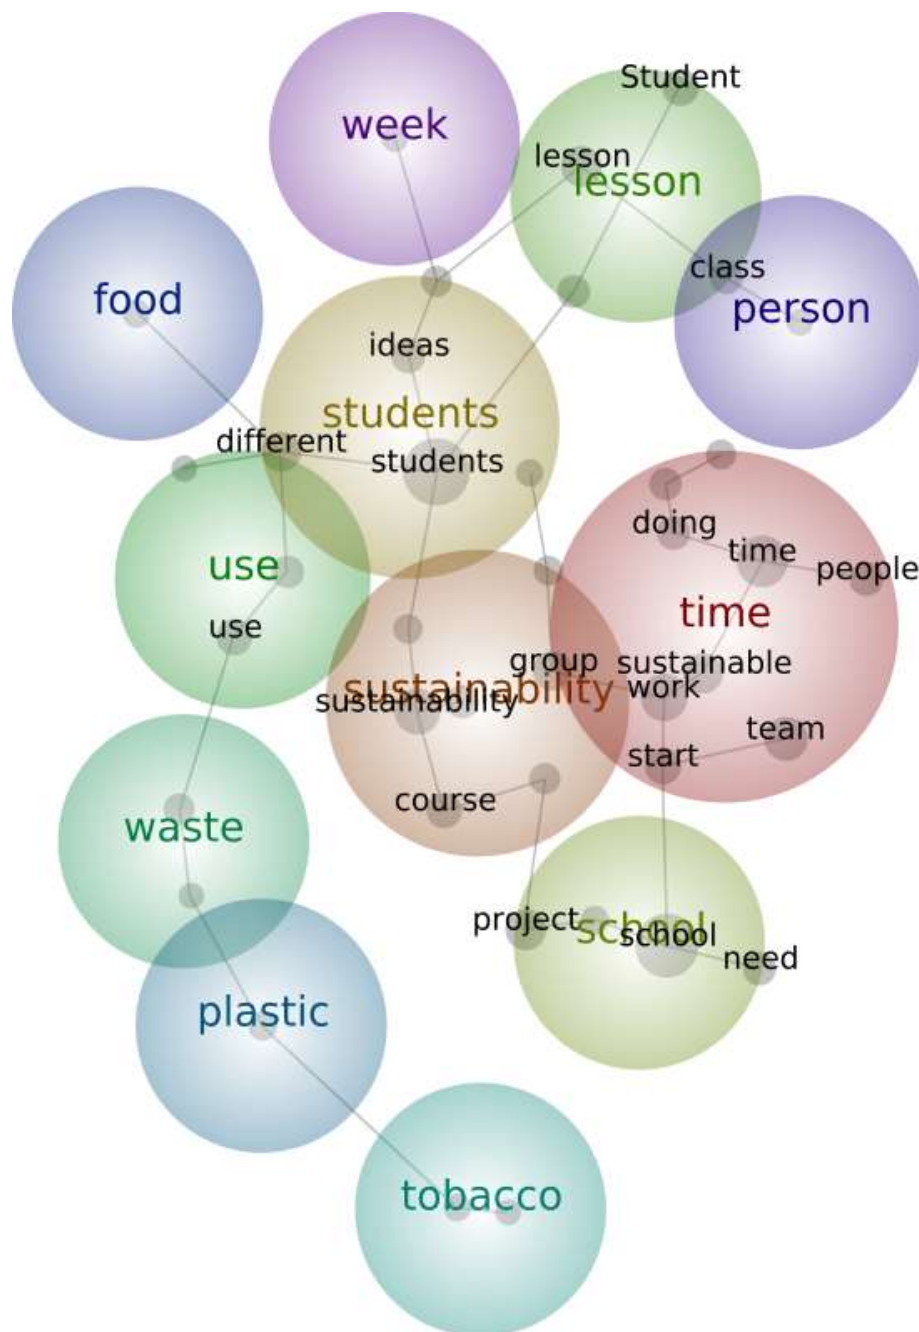 Student
week
lesson
lesson
class
food
person
ideas
students
different
students
doing
time
use
people
time
use
group
sustainable
sustainability
work
sustainability
team
start
course
waste
project
school
school
need
plastic
tobacco